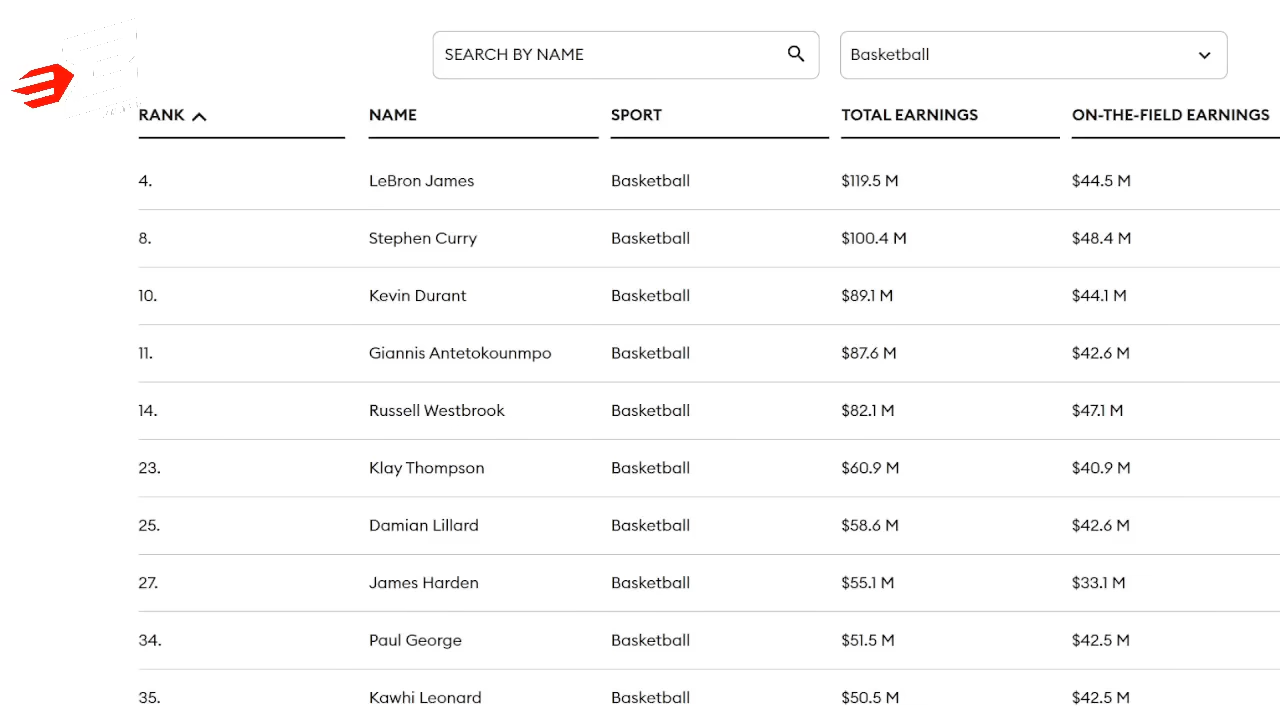 SEARCH BY NAME Basketball
RANK NAME SPORT TOTAL EARNINGS ON-THE-FIELD EARNINGS
4. LeBron James Basketball $119.5 M $44.5 M
8. Stephen Curry Basketball $100.4 M $48.4 M
10. Kevin Durant Basketball $89.1 M $44.1 M
11. Giannis Antetokounmpo Basketball $87.6 M $42.6 M
14. Russell Westbrook Basketball $82.1 M $47.1 M
23. Klay Thompson Basketball $60.9 M $40.9 M
25. Damian Lillard Basketball $58.6 M $42.6 M
27. James Harden Basketball $55.1 M $33.1 M
34. Paul George Basketball $51.5 M $42.5 M
35. Kawhi Leonard Basketball $50.5 M $42.5 M